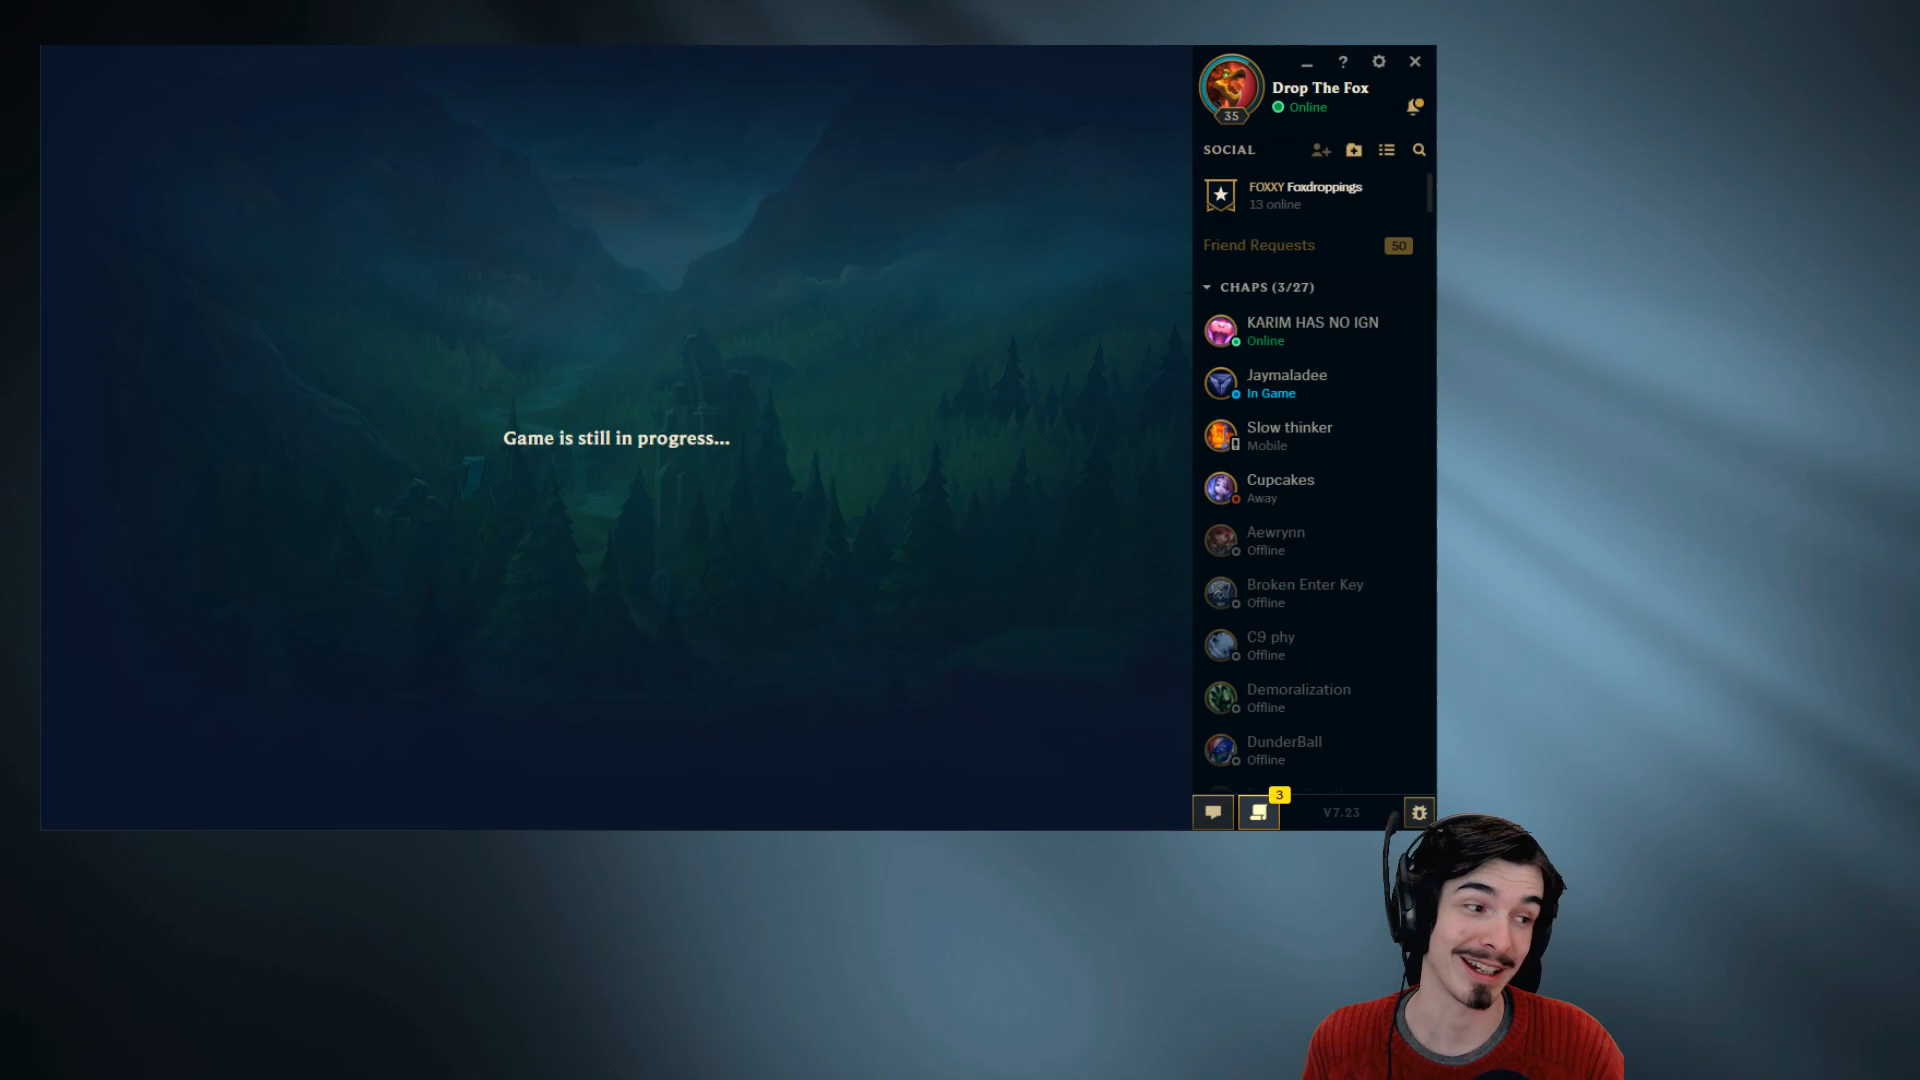 Drop The Fox
Online
35
SOCIAL
FOXXY Foxdroppings
13 online
Friend Requests 50
CHAPS (3/27)
KARIM HAS NO IGN
Online
Jaymaladee
In Game
Slow thinker
Mobile
Cupcakes
Away
Aewrynn
Offline
Broken Enter Key
Offline
C9 phy
Offline
Demoralization
Offline
DunderBall
Offline
3
V7.23
Game is still in progress...